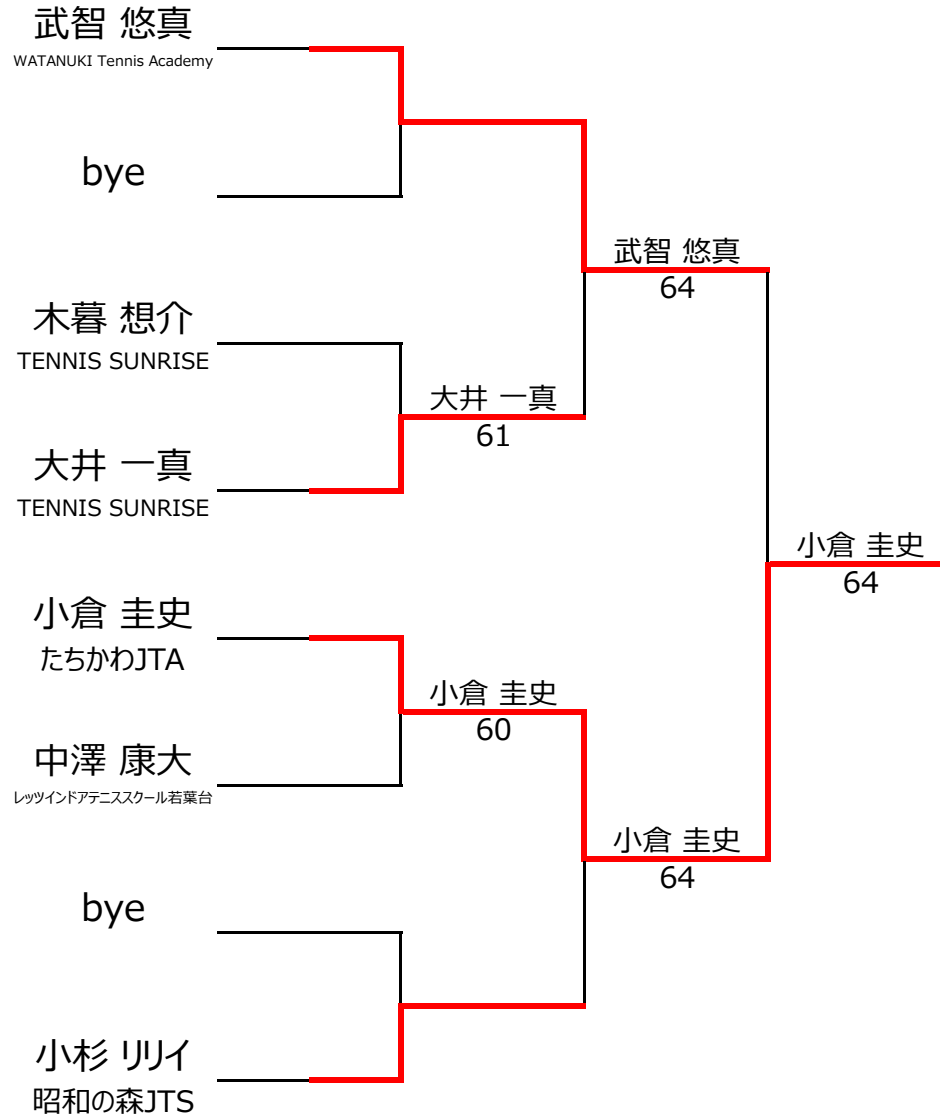 武智 悠真
WATANUKI Tennis Academy
bye
武智 悠真
64
木暮 想介
TENNIS SUNRISE
大井 一真
61
大井 一真
TENNIS SUNRISE
小倉 圭史
64
小倉 圭史
たちかわJTA
小倉 圭史
60
中澤 康大
レッツインドアテニススクール若葉台
小倉 圭史
64
bye
小杉 リリイ
昭和の森JTS